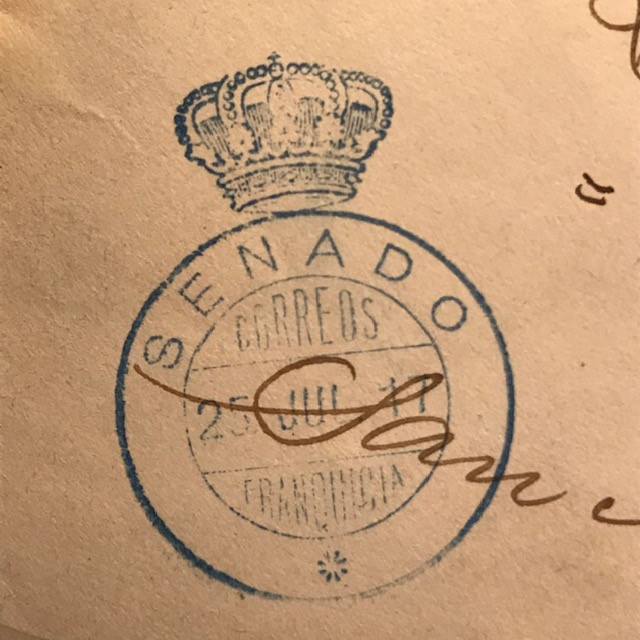 SENADO
CORREOS
25 JUL 11
FRANQUICIA